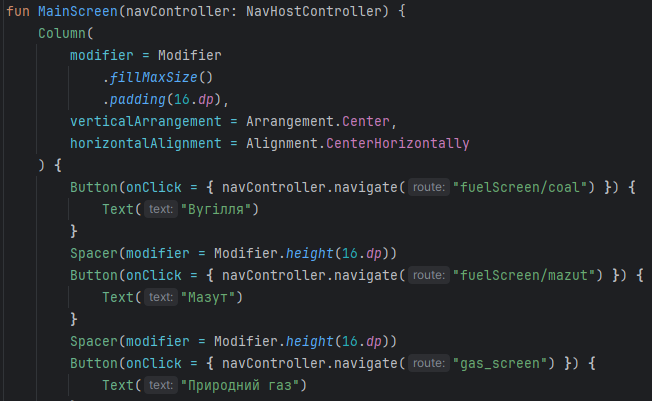 fun MainScreen(navController: NavHostController) {
    Column(
        modifier = Modifier
            .fillMaxSize()
            .padding(16.dp),
        verticalArrangement = Arrangement.Center,
        horizontalAlignment = Alignment.CenterHorizontally
    ) {
        Button(onClick = { navController.navigate( route: "fuelScreen/coal") }) {
            Text( text: "Вугілля")
        }
        Spacer(modifier = Modifier.height(16.dp))
        Button(onClick = { navController.navigate( route: "fuelScreen/mazut") }) {
            Text( text: "Мазут")
        }
        Spacer(modifier = Modifier.height(16.dp))
        Button(onClick = { navController.navigate( route: "gas_screen") }) {
            Text( text: "Природний газ")